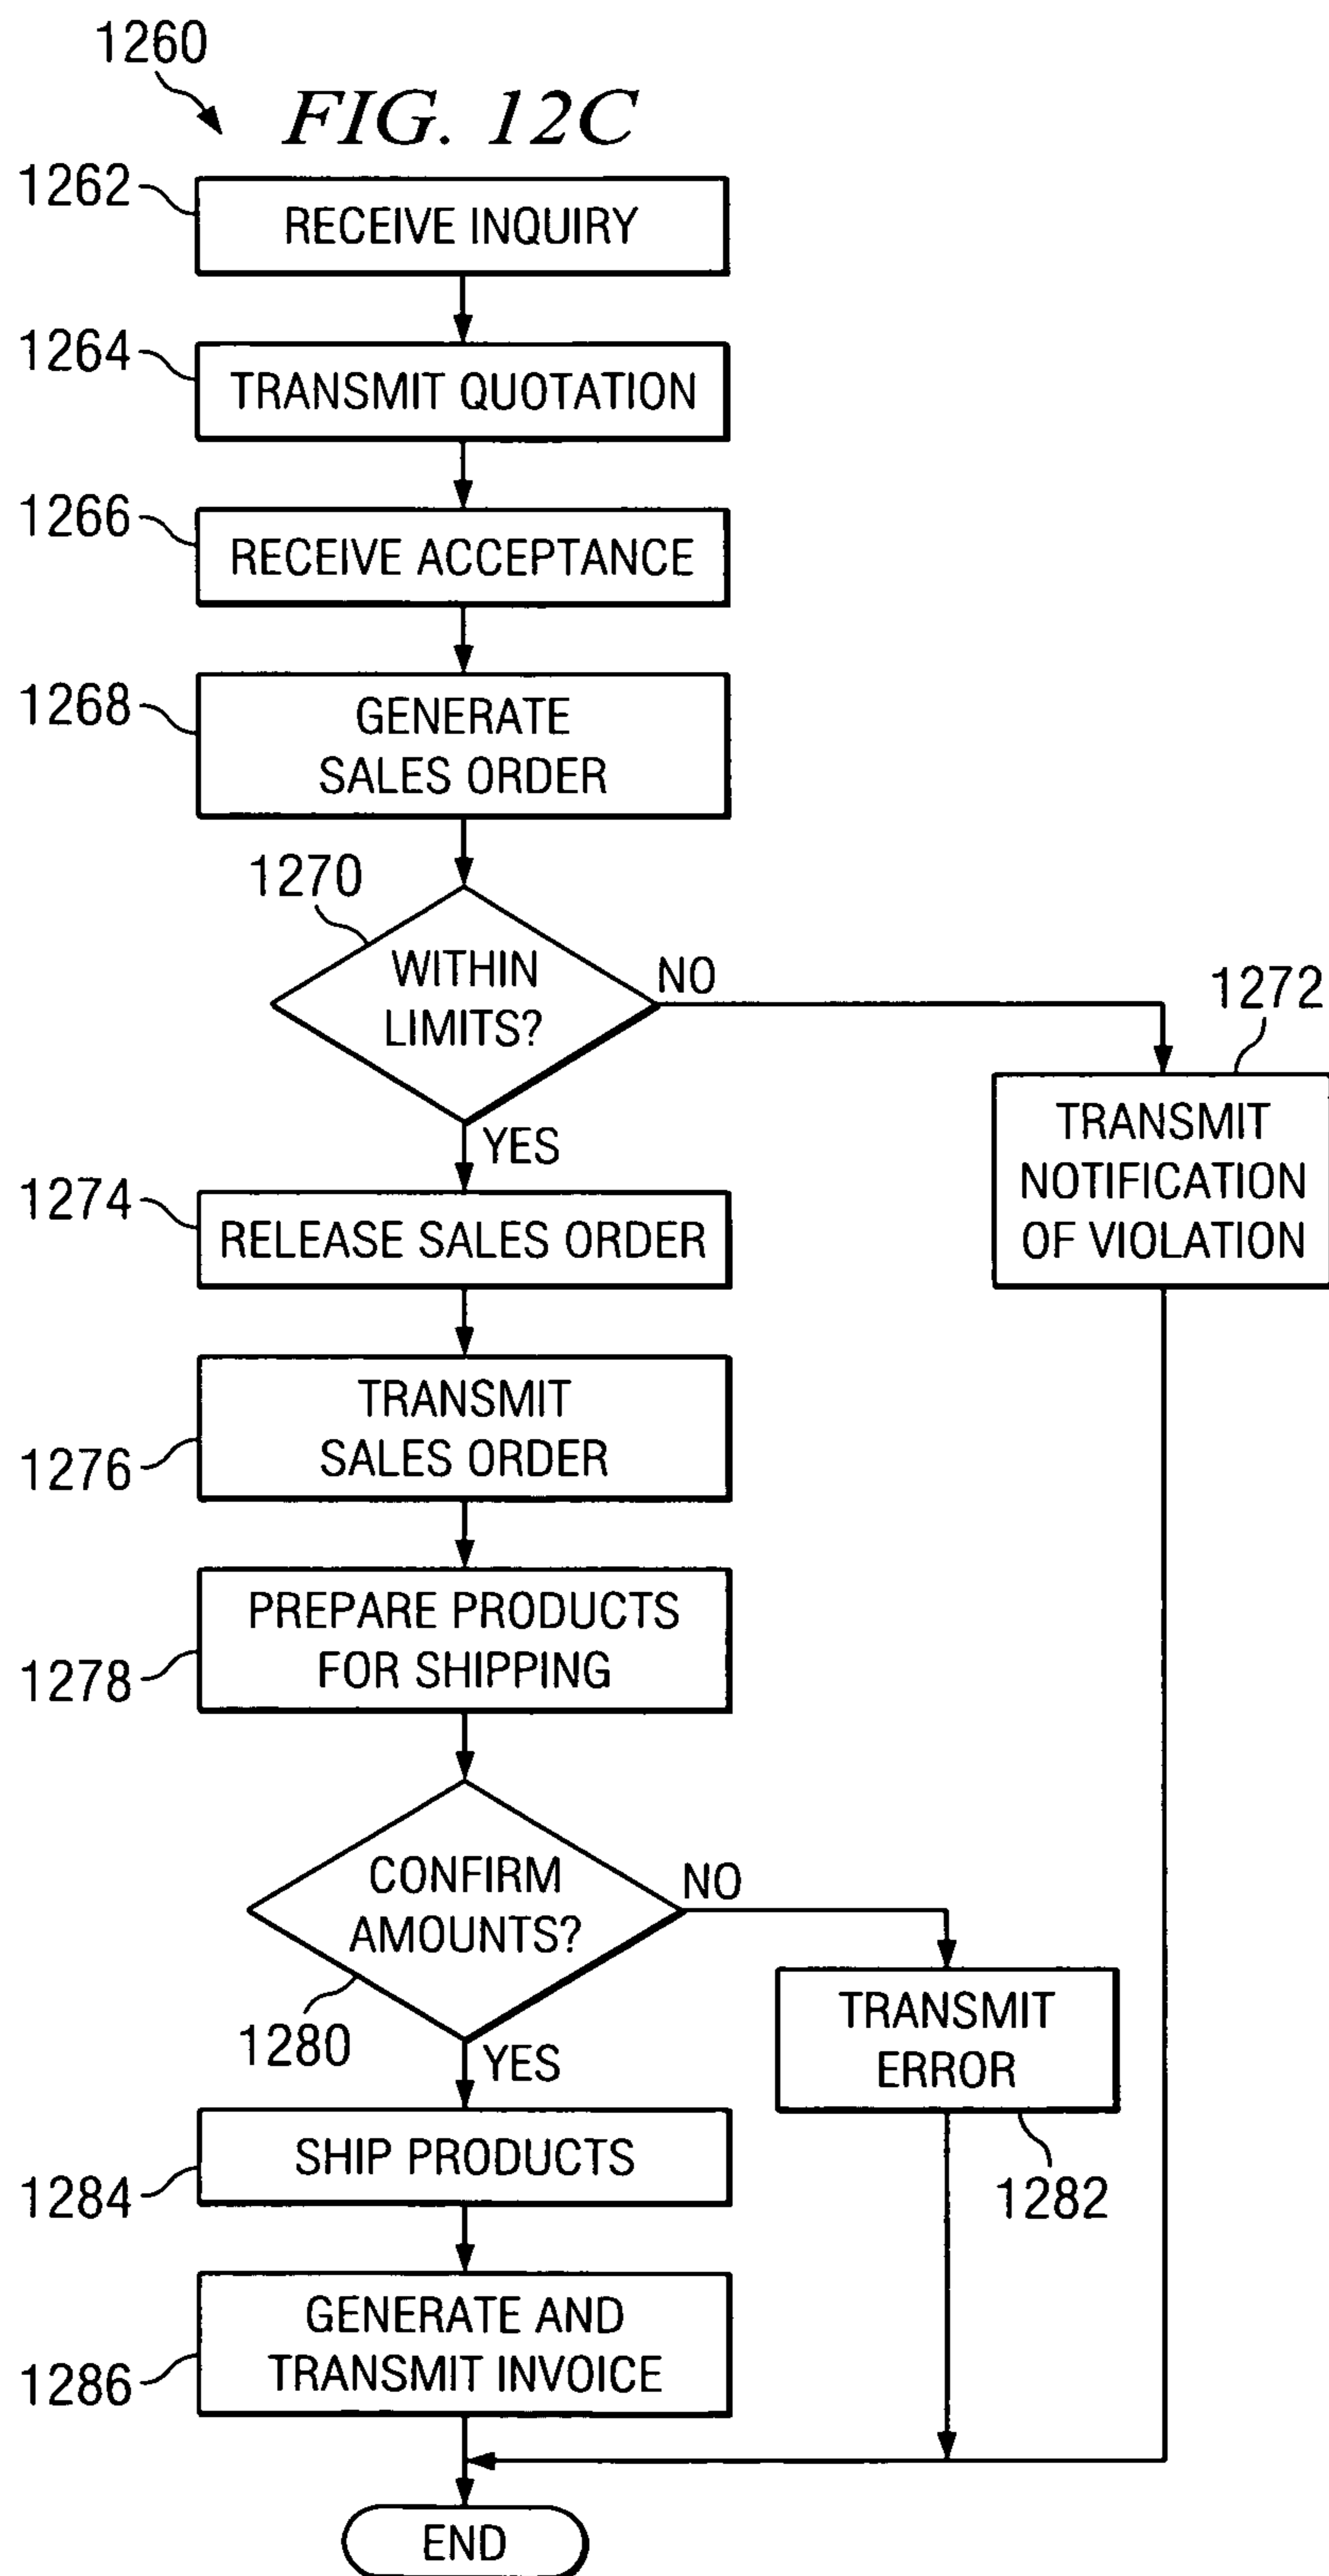 1260
FIG. 12C
1262
RECEIVE INQUIRY
1264
TRANSMIT QUOTATION
1266
RECEIVE ACCEPTANCE
1268
GENERATE
SALES ORDER
1270
WITHIN
LIMITS?
NO
1272
TRANSMIT
NOTIFICATION
OF VIOLATION
YES
1274
RELEASE SALES ORDER
TRANSMIT
SALES ORDER
1276
PREPARE PRODUCTS
FOR SHIPPING
1278
CONFIRM
AMOUNTS?
NO
1280
TRANSMIT
ERROR
1282
YES
SHIP PRODUCTS
1284
GENERATE AND
TRANSMIT INVOICE
1286
END